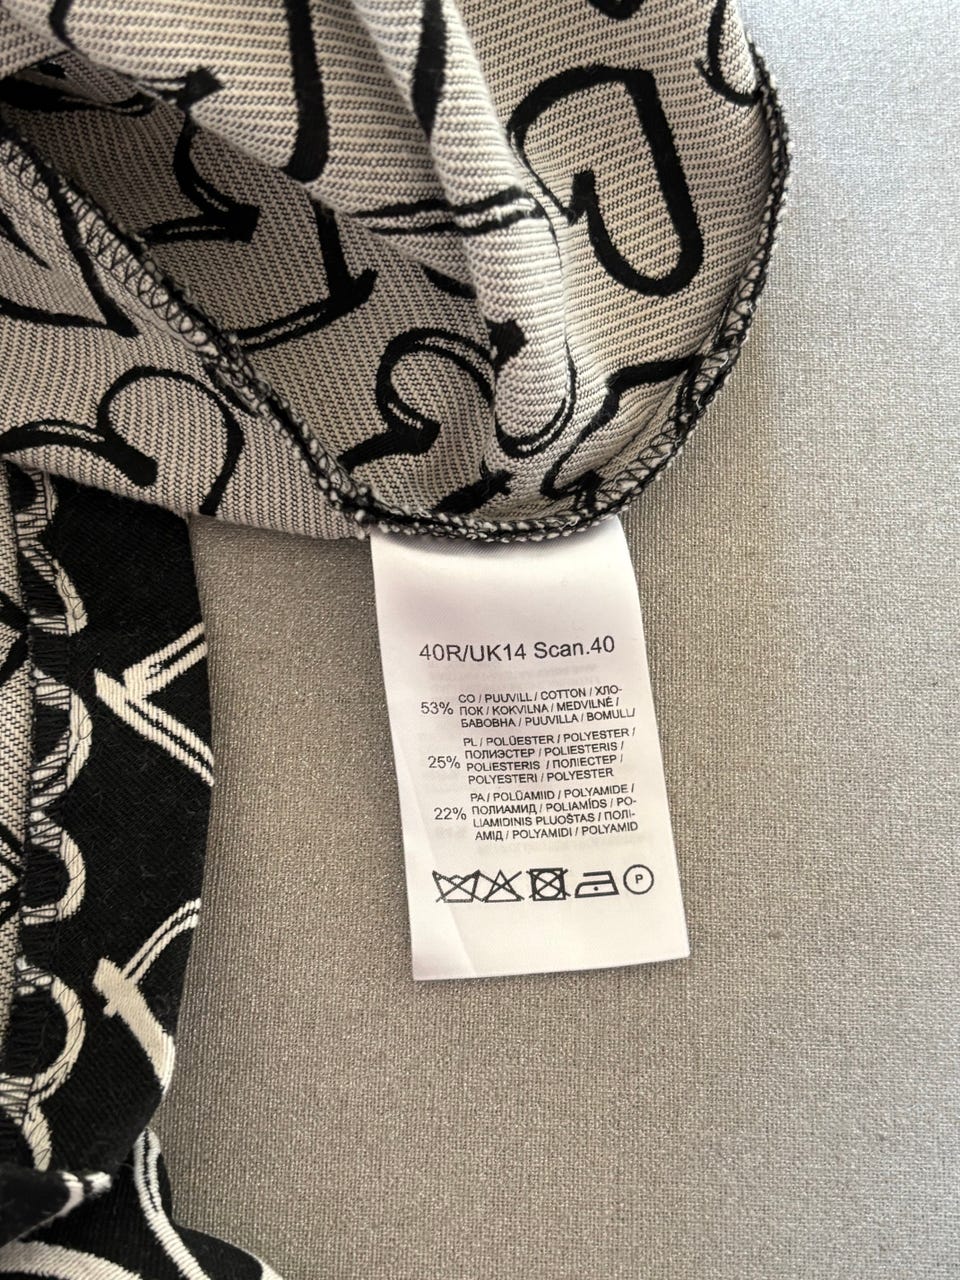 40R/UK14 Scan.40
53% CO / PUUVILL / COTTON / ХЛО-
ПОК / KOKVILNA / MEDVILNĖ /
БАВОВНА / PUUVILLA / BOMULL/
25% PL / POLÜESTER / POLYESTER /
ПОЛИЭСТЕР / POLIESTERIS /
POLIESTERIS / ПОЛІЕСТЕР /
POLYESTERI / POLYESTER
22% PA / POLÜAMIID / POLYAMIDE /
ПОЛИАМИД / POLIAMĪDS / PO-
LIAMIDINIS PLUOŠTAS / ПОЛІ-
АМІД / POLYAMIDI / POLYAMID
P